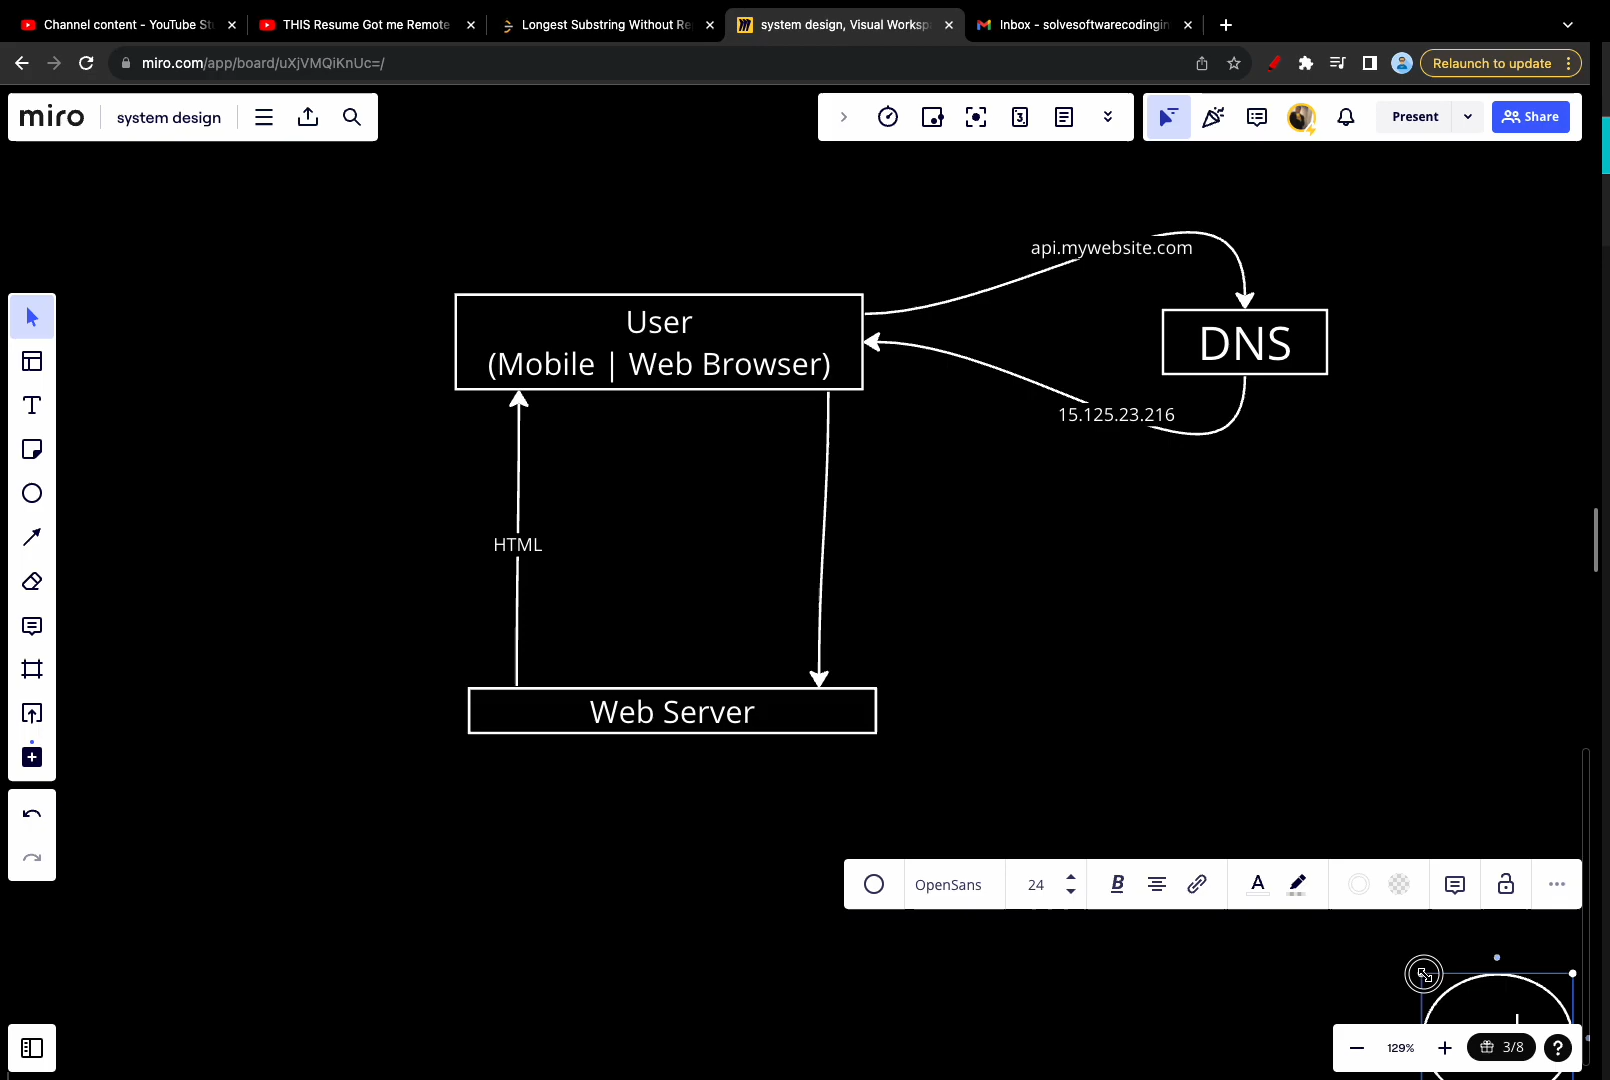 Channel content - YouTube St
THIS Resume Got me Remote
Longest Substring Without Re
system design, Visual Workspa
Inbox - solvesoftwarecodingin
miro.com/app/board/uXjVMQiKnUc=/
Relaunch to update
miro
system design
3
Present
Share
api.mywebsite.com
User
(Mobile | Web Browser)
DNS
15.125.23.216
HTML
Web Server
OpenSans
24
B
A
129%
3/8
?